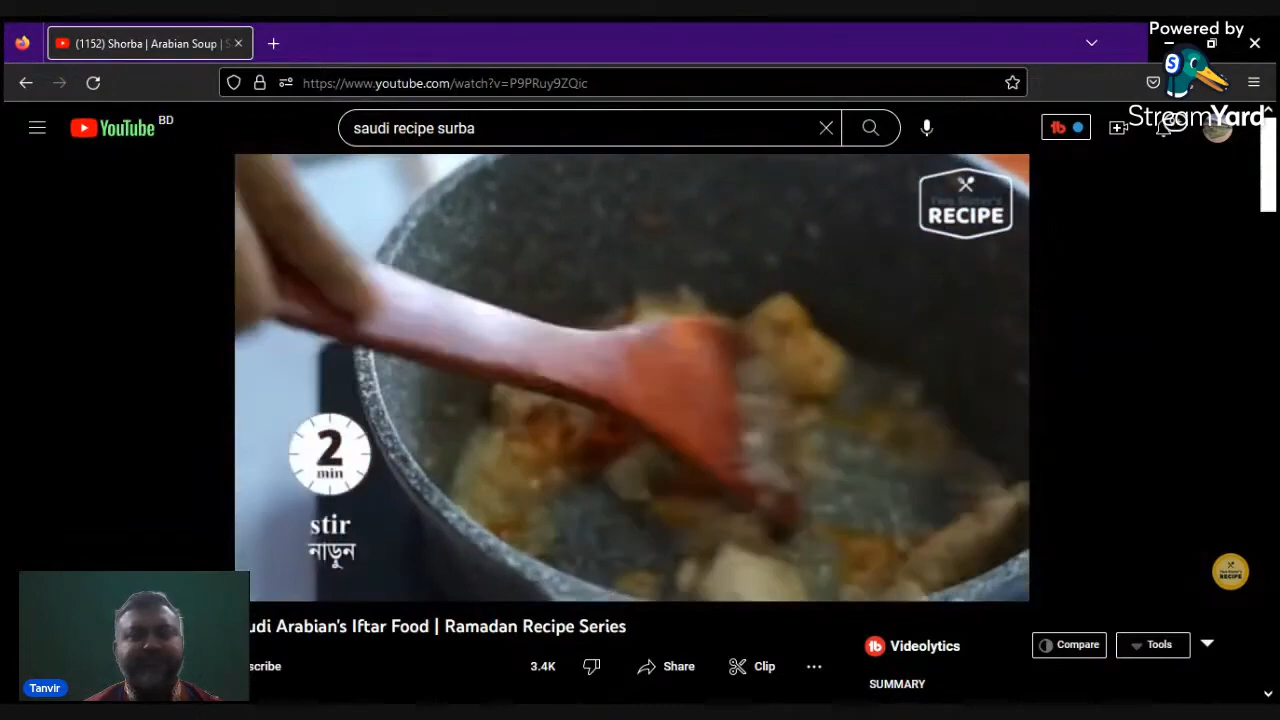 Powered by
StreamYard
(1152) Shorba | Arabian Soup | S
https://www.youtube.com/watch?v=P9PRuy9ZQic
YouTube BD
saudi recipe surba
RECIPE
2
min
stir
নাড়ুন
udi Arabian's Iftar Food | Ramadan Recipe Series
scribe
3.4K
Share
Clip
Videolytics
Compare
Tools
SUMMARY
RECIPE
Tanvir